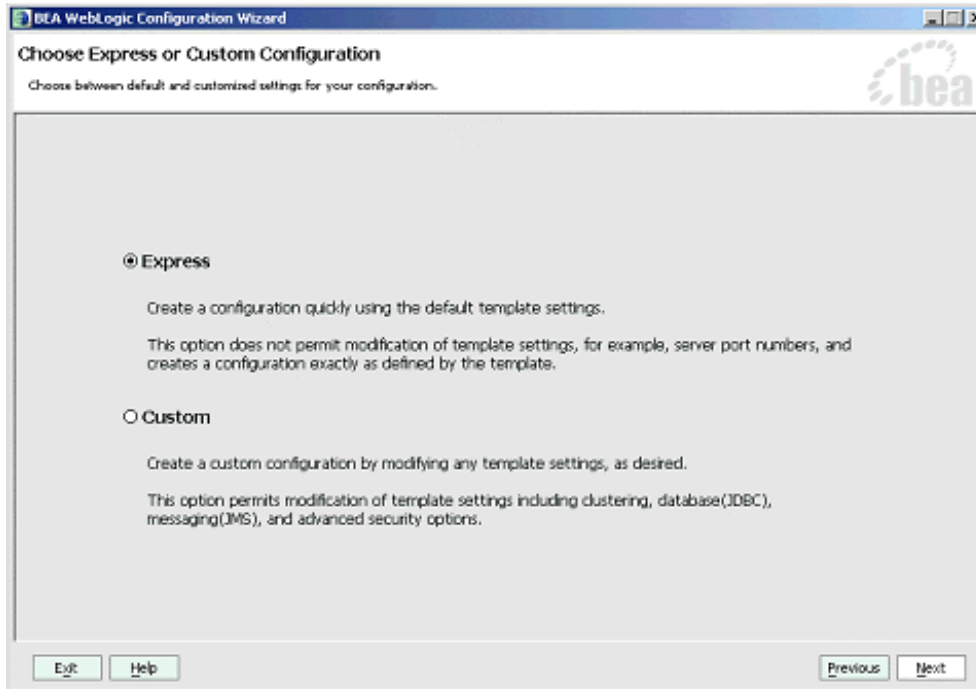 BEA WebLogic Configuration Wizard
Choose Express or Custom Configuration
Choose between default and customized settings for your configuration.
bea
Express
Create a configuration quickly using the default template settings.
This option does not permit modification of template settings, for example, server port numbers, and
creates a configuration exactly as defined by the template.
Custom
Create a custom configuration by modifying any template settings, as desired.
This option permits modification of template settings including clustering, database(JDBC),
messaging(JMS), and advanced security options.
Exit Help Previous Next